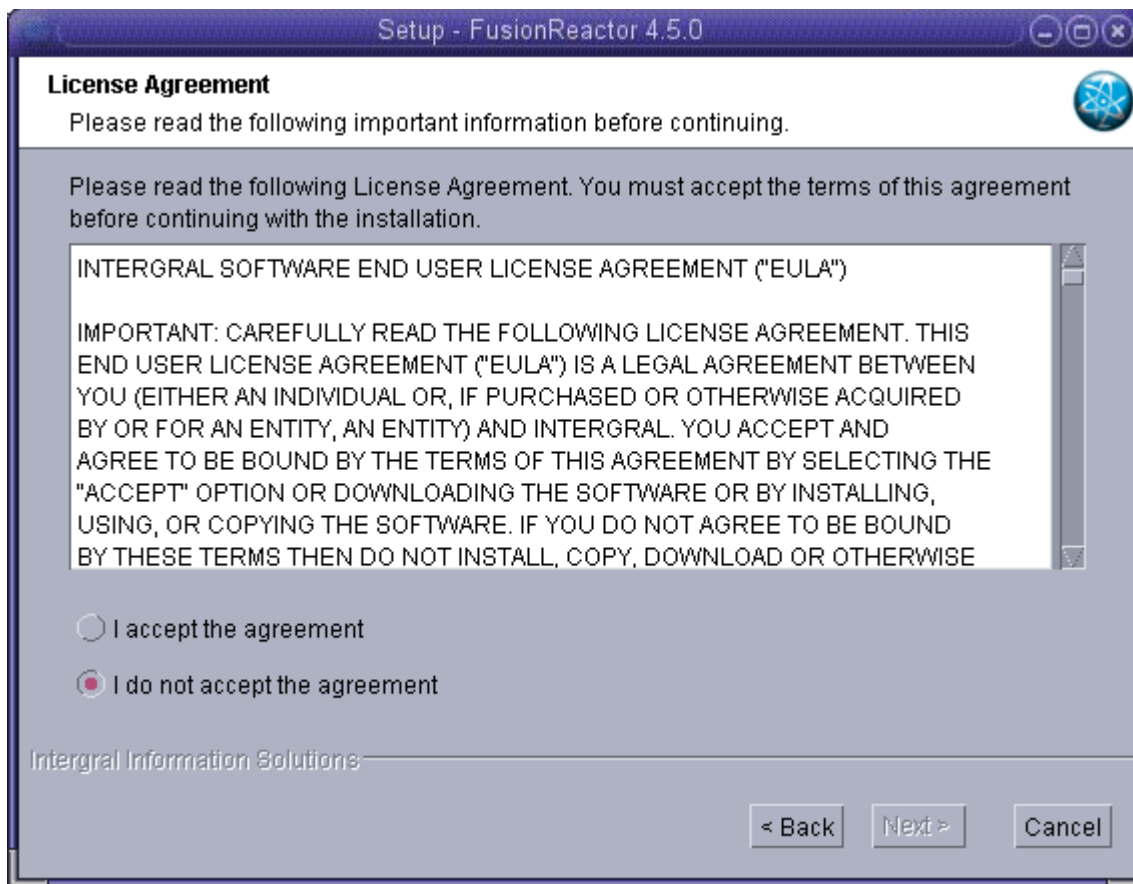 Setup - FusionReactor 4.5.0
License Agreement
Please read the following important information before continuing.
Please read the following License Agreement. You must accept the terms of this agreement
before continuing with the installation.
INTERGRAL SOFTWARE END USER LICENSE AGREEMENT ("EULA")
IMPORTANT: CAREFULLY READ THE FOLLOWING LICENSE AGREEMENT. THIS
END USER LICENSE AGREEMENT ("EULA") IS A LEGAL AGREEMENT BETWEEN
YOU (EITHER AN INDIVIDUAL OR, IF PURCHASED OR OTHERWISE ACQUIRED
BY OR FOR AN ENTITY, AN ENTITY) AND INTERGRAL. YOU ACCEPT AND
AGREE TO BE BOUND BY THE TERMS OF THIS AGREEMENT BY SELECTING THE
"ACCEPT" OPTION OR DOWNLOADING THE SOFTWARE OR BY INSTALLING,
USING, OR COPYING THE SOFTWARE. IF YOU DO NOT AGREE TO BE BOUND
BY THESE TERMS THEN DO NOT INSTALL, COPY, DOWNLOAD OR OTHERWISE
I accept the agreement
I do not accept the agreement
Intergral Information Solutions
< Back Next > Cancel